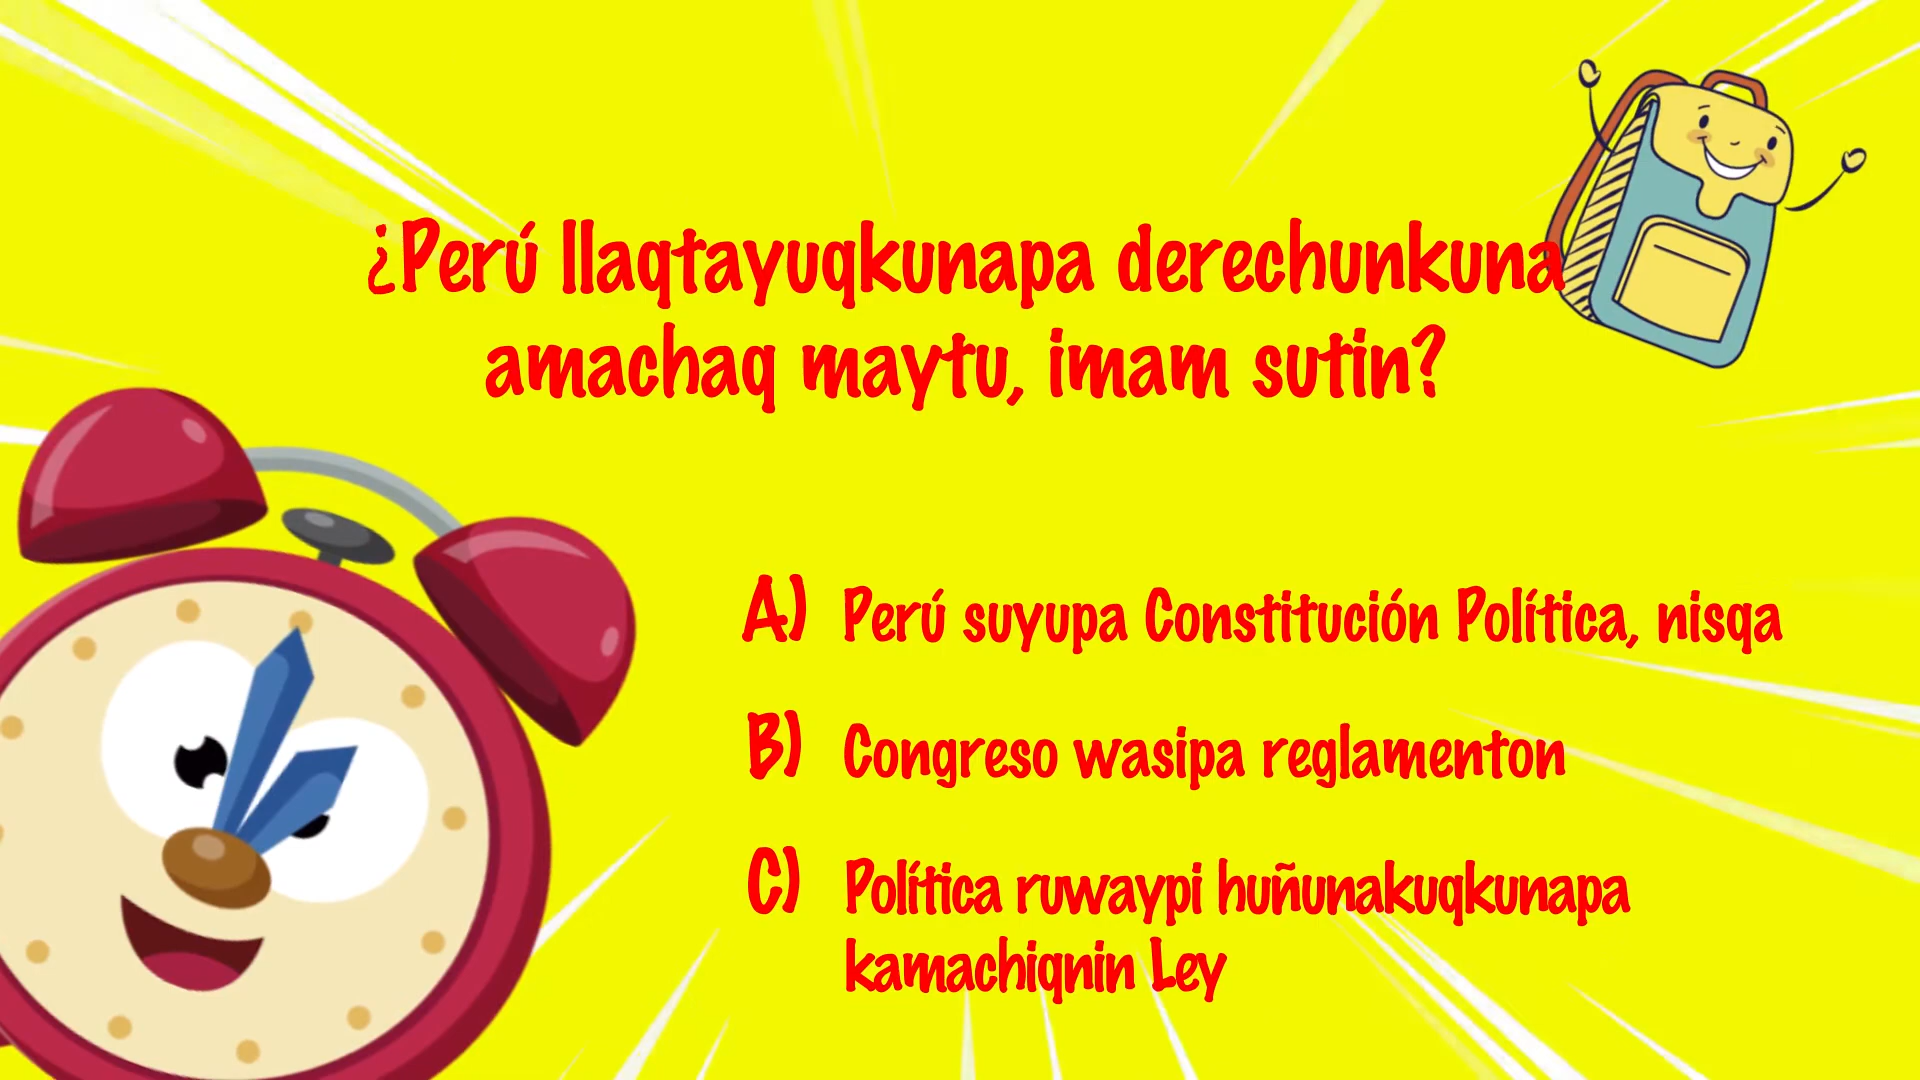 ¿Perú llaqtayuqkunapa derechunkuna
amachaq maytu, imam sutin?
A) Perú suyupa Constitución Política, nisqa
B) Congreso wasipa reglamenton
C) Política ruwaypi huñunakuqkunapa
kamachiqnin Ley